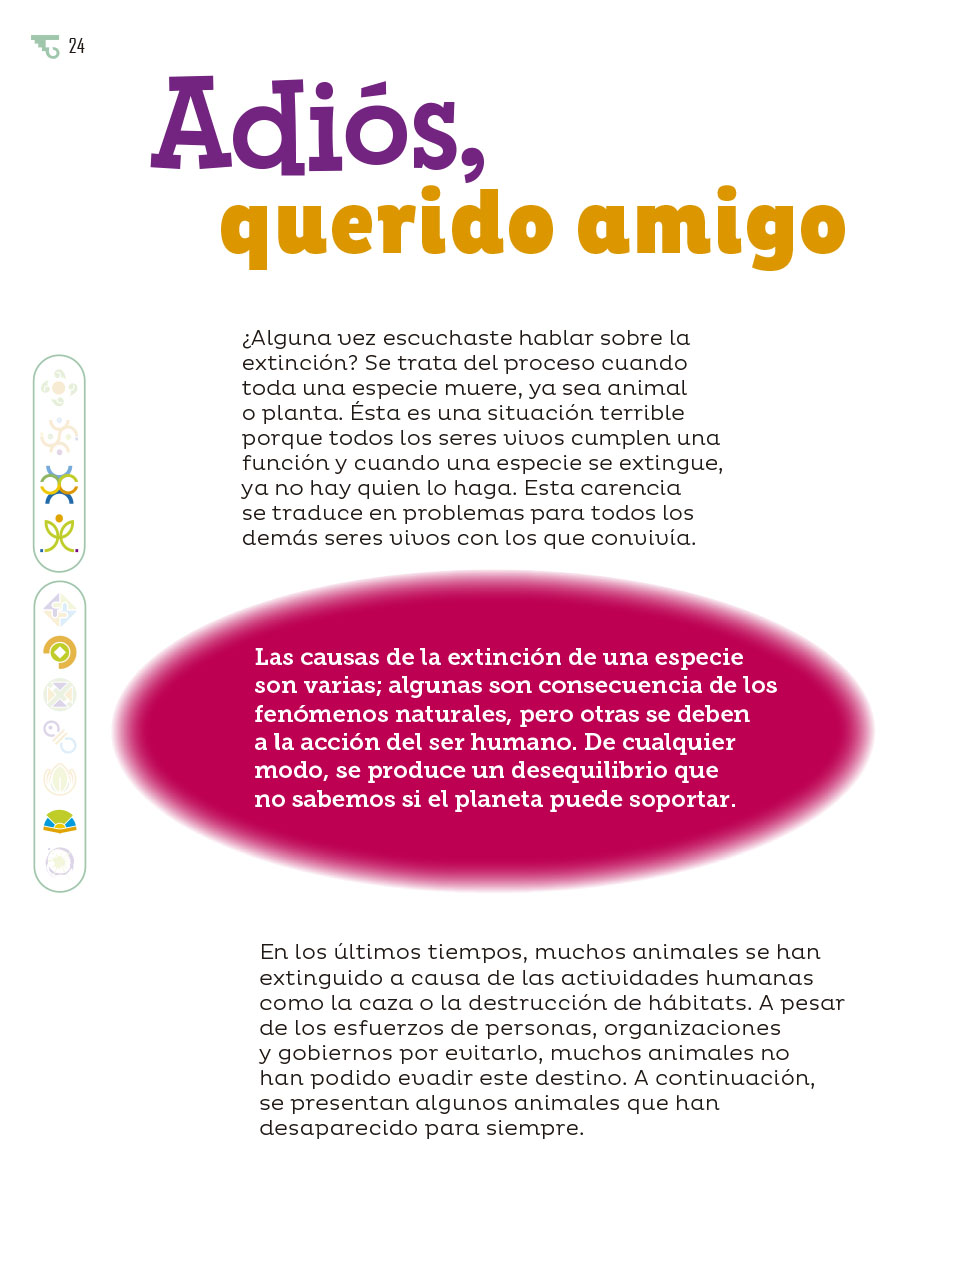 24
Adiós,
querido amigo
¿Alguna vez escuchaste hablar sobre la
extinción? Se trata del proceso cuando
toda una especie muere, ya sea animal
o planta. Ésta es una situación terrible
porque todos los seres vivos cumplen una
función y cuando una especie se extingue,
ya no hay quien lo haga. Esta carencia
se traduce en problemas para todos los
demás seres vivos con los que convivía.
Las causas de la extinción de una especie
son varias; algunas son consecuencia de los
fenómenos naturales, pero otras se deben
a la acción del ser humano. De cualquier
modo, se produce un desequilibrio que
no sabemos si el planeta puede soportar.
En los últimos tiempos, muchos animales se han
extinguido a causa de las actividades humanas
como la caza o la destrucción de hábitats. A pesar
de los esfuerzos de personas, organizaciones
y gobiernos por evitarlo, muchos animales no
han podido evadir este destino. A continuación,
se presentan algunos animales que han
desaparecido para siempre.